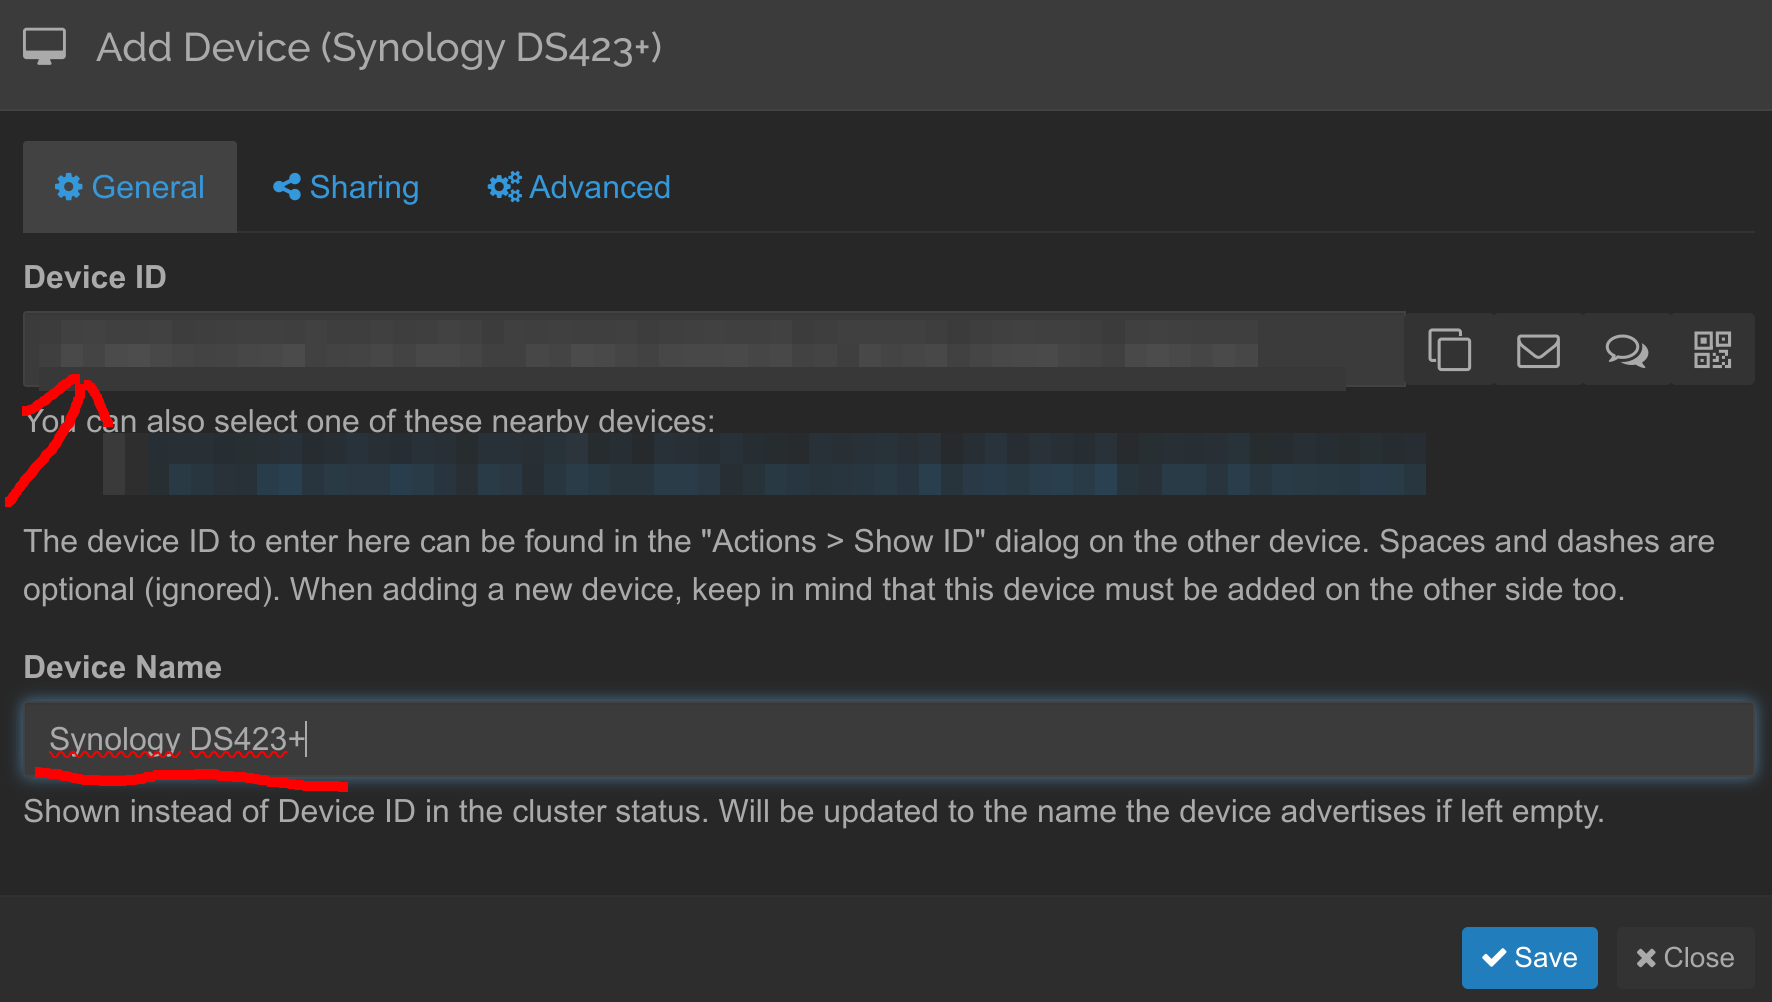 Add Device (Synology DS423+)
General Sharing Advanced
Device ID
You can also select one of these nearby devices:
The device ID to enter here can be found in the "Actions > Show ID" dialog on the other device. Spaces and dashes are
optional (ignored). When adding a new device, keep in mind that this device must be added on the other side too.
Device Name
Synology DS423+
Shown instead of Device ID in the cluster status. Will be updated to the name the device advertises if left empty.
Save Close